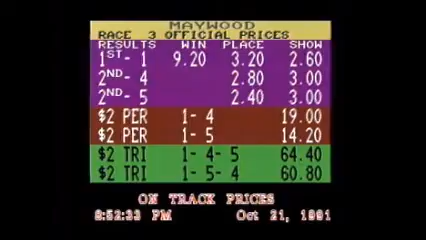 MAYWOOD
RACE 3 OFFICIAL PRICES
RESULTS WIN PLACE SHOW
1ST- 1 9.20 3.20 2.60
2ND- 4 2.80 3.00
2ND- 5 2.40 3.00
$2 PER 1- 4 19.00
$2 PER 1- 5 14.20
$2 TRI 1- 4- 5 64.40
$2 TRI 1- 5- 4 60.80
ON TRACK PRICES
8:52:33 PM Oct 21, 1991